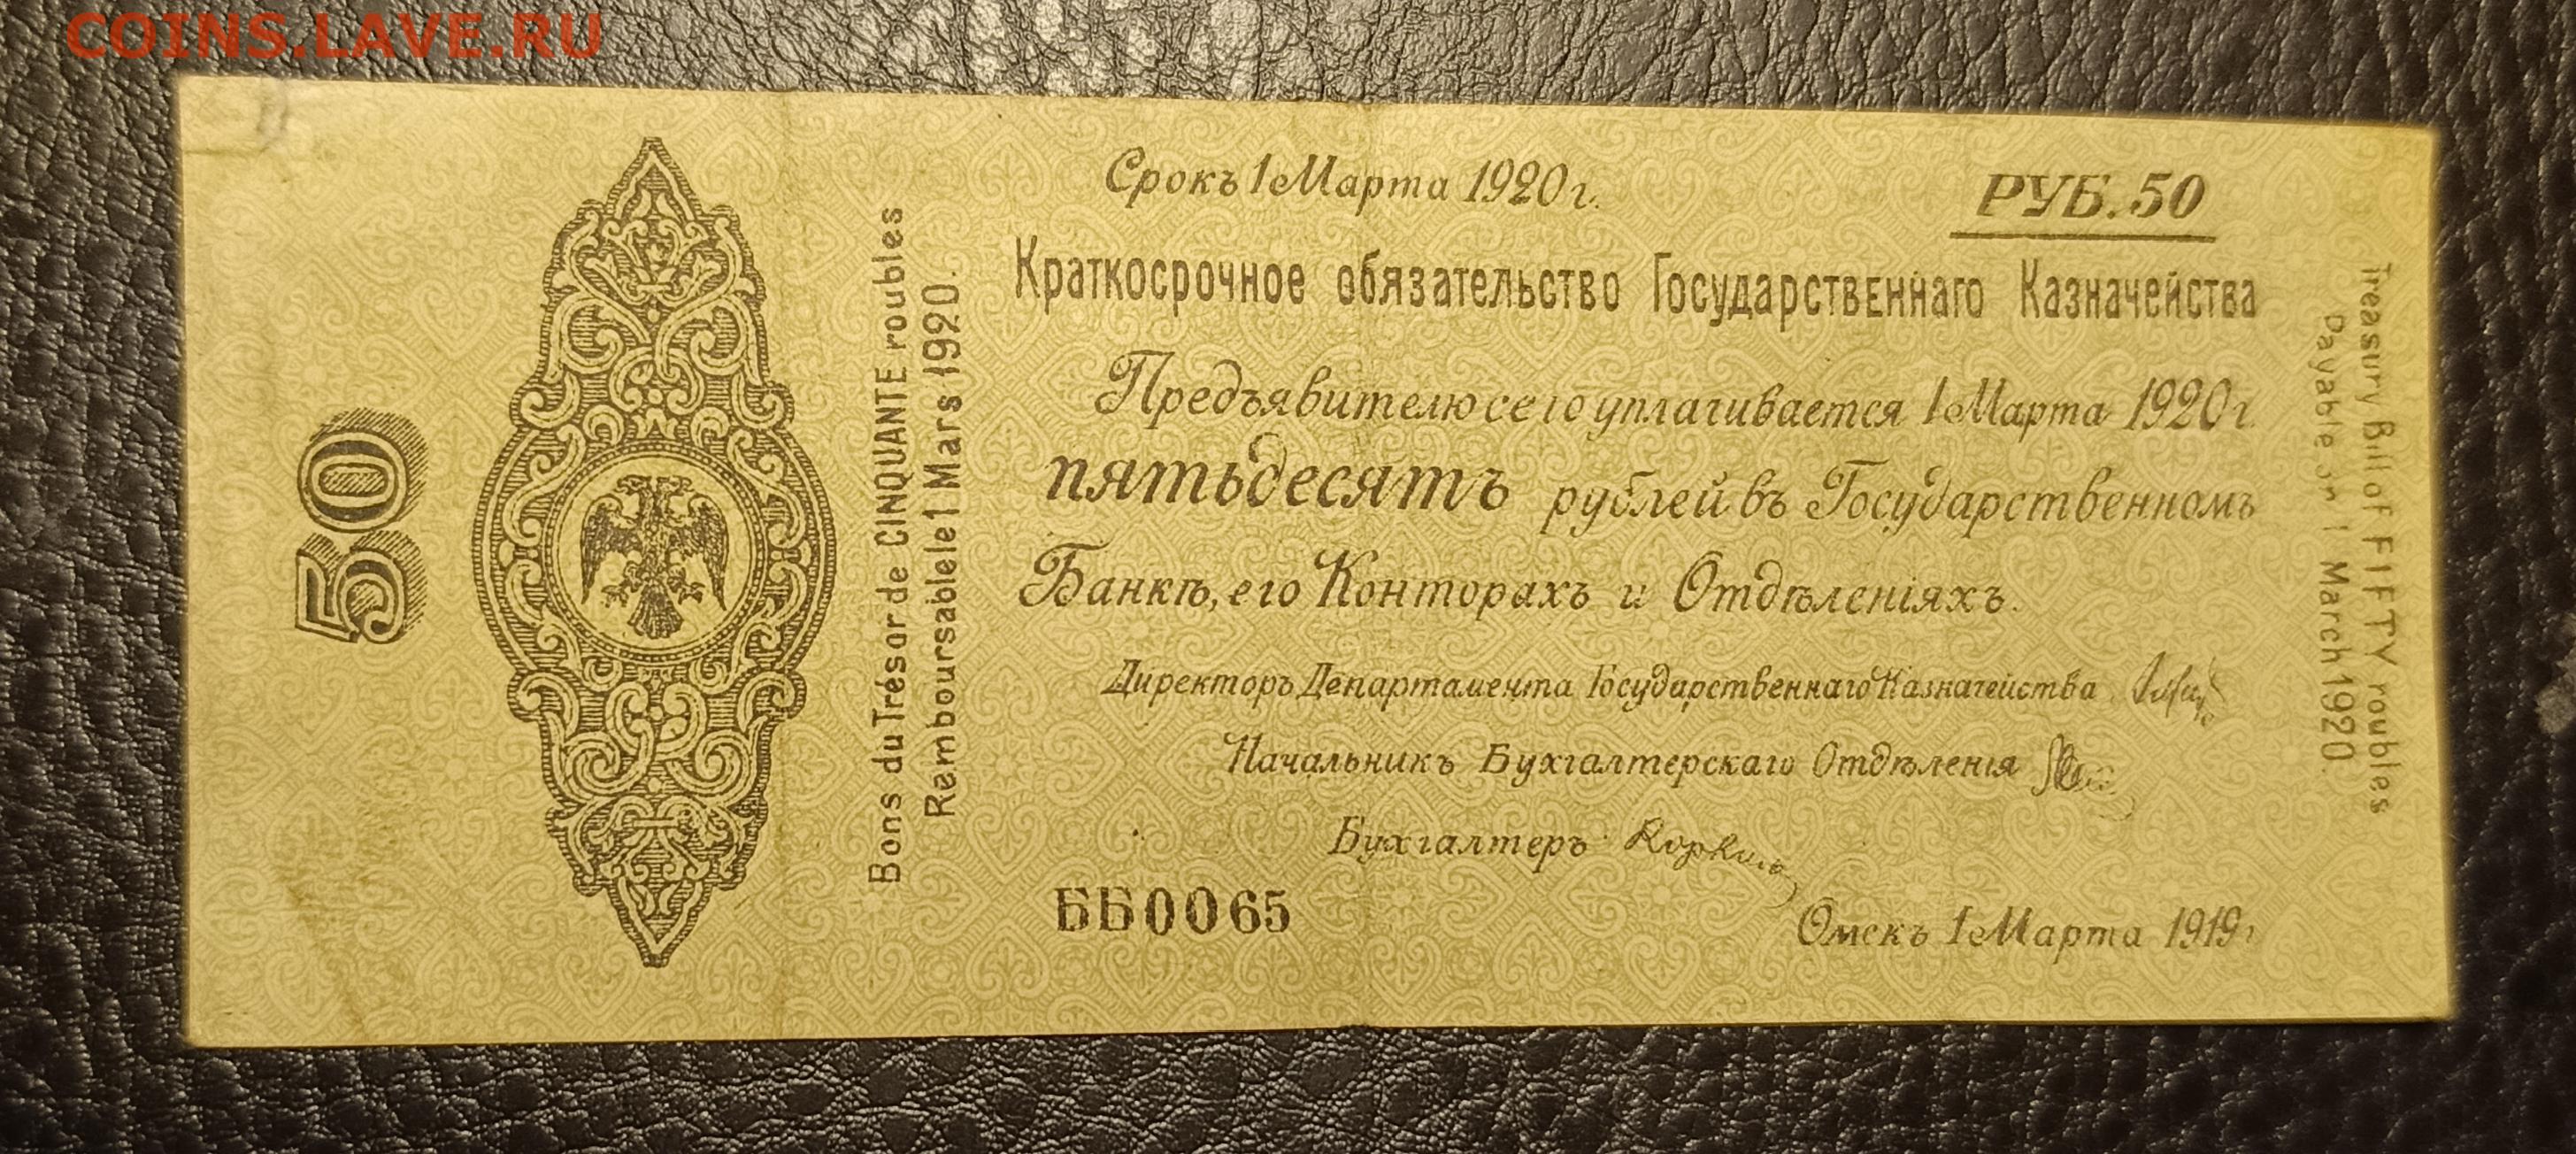 COINS.LAVE.RU
50
Bons du Trésor de CINQUANTE roubles
Remboursable le 1 Mars 1920.
Срокъ 1 Марта 1920 г.
РУБ. 50
Краткосрочное обязательство Государственнаго Казначейства
Предъявителю сего уплачивается 1 Марта 1920 г.
пятьдесятъ рублей въ Государственномъ
Банкѣ, его Конторахъ и Отдѣленіяхъ.
Директоръ Департамента Государственнаго Казначейства
Начальникъ Бухгалтерскаго Отдѣленія
Бухгалтеръ
ББ0065
Омскъ 1 Марта 1919 г.
Treasury Bil of FIFTY roubles
Payable on 1 March 1920.